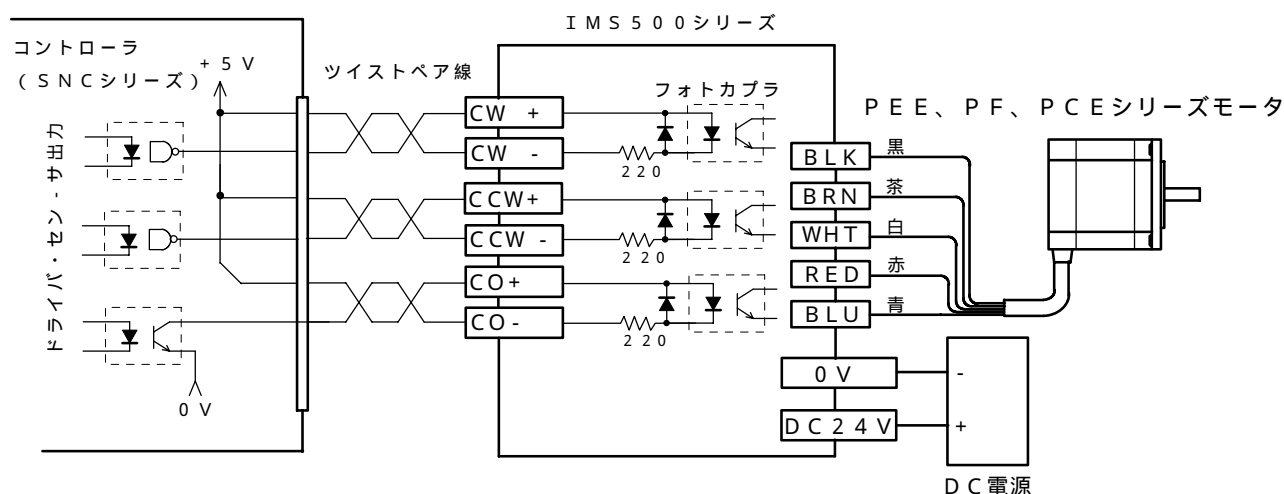 IMS500シリーズ
コントローラ
(SNCシリーズ)
+5V
ツイストペア線
フォトカプラ
PEE、PF、PCEシリーズモータ
ドライバ・セン-サ出力
CW +
CW -
220
CCW+
CCW-
220
CO+
CO-
220
0V
BLK
黒
BRN
茶
WHT
白
RED
赤
BLU
青
0V
-
DC24V
+
DC電源